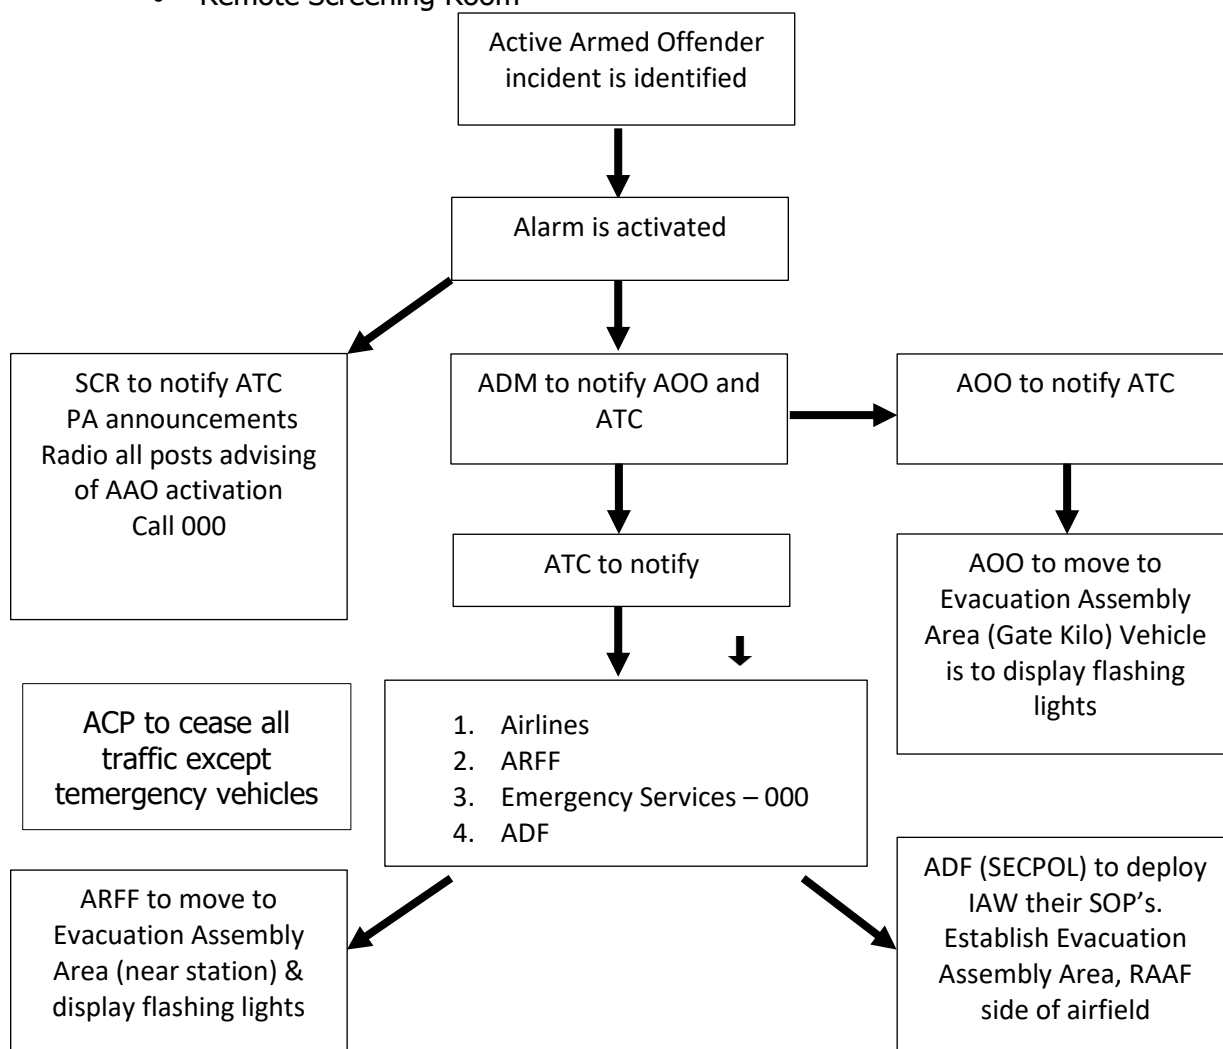 • Remote Screening Room
Active Armed Offender
incident is identified
Alarm is activated
SCR to notify ATC
PA announcements
Radio all posts advising
of AAO activation
Call 000
ADM to notify AOO and
ATC
AOO to notify ATC
ATC to notify
AOO to move to
Evacuation Assembly
Area (Gate Kilo) Vehicle
is to display flashing
lights
ACP to cease all
traffic except
temergency vehicles
1. Airlines
2. ARFF
3. Emergency Services – 000
4. ADF
ARFF to move to
Evacuation Assembly
Area (near station) &
display flashing lights
ADF (SECPOL) to deploy
IAW their SOP’s.
Establish Evacuation
Assembly Area, RAAF
side of airfield